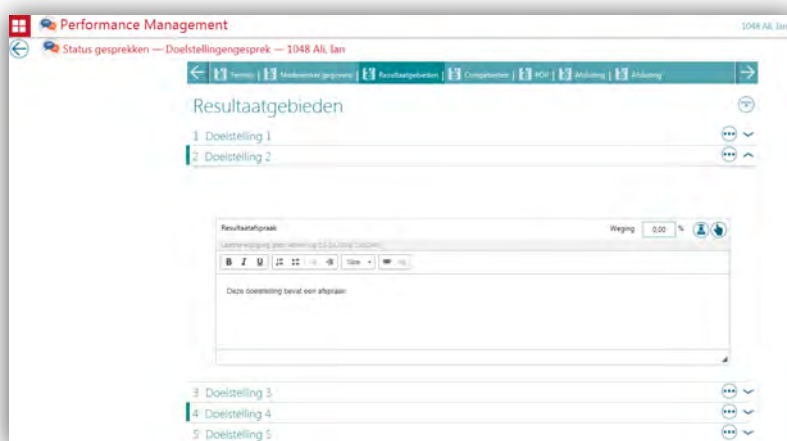 Performance Management
1048 Ali, Ian
Status gesprekken — Doelstellingengesprek — 1048 Ali, Ian
Termijn | Medewerker gegevens | Resultaatgebieden | Competenties | POP | Afsluiting | Afsluiting
Resultaatgebieden
1 Doelstelling 1
2 Doelstelling 2
Resultaatafspraak
Weging 0,00 %
B I U Size
Deze doelstelling bevat een afspraak
3 Doelstelling 3
4 Doelstelling 4
5 Doelstelling 5